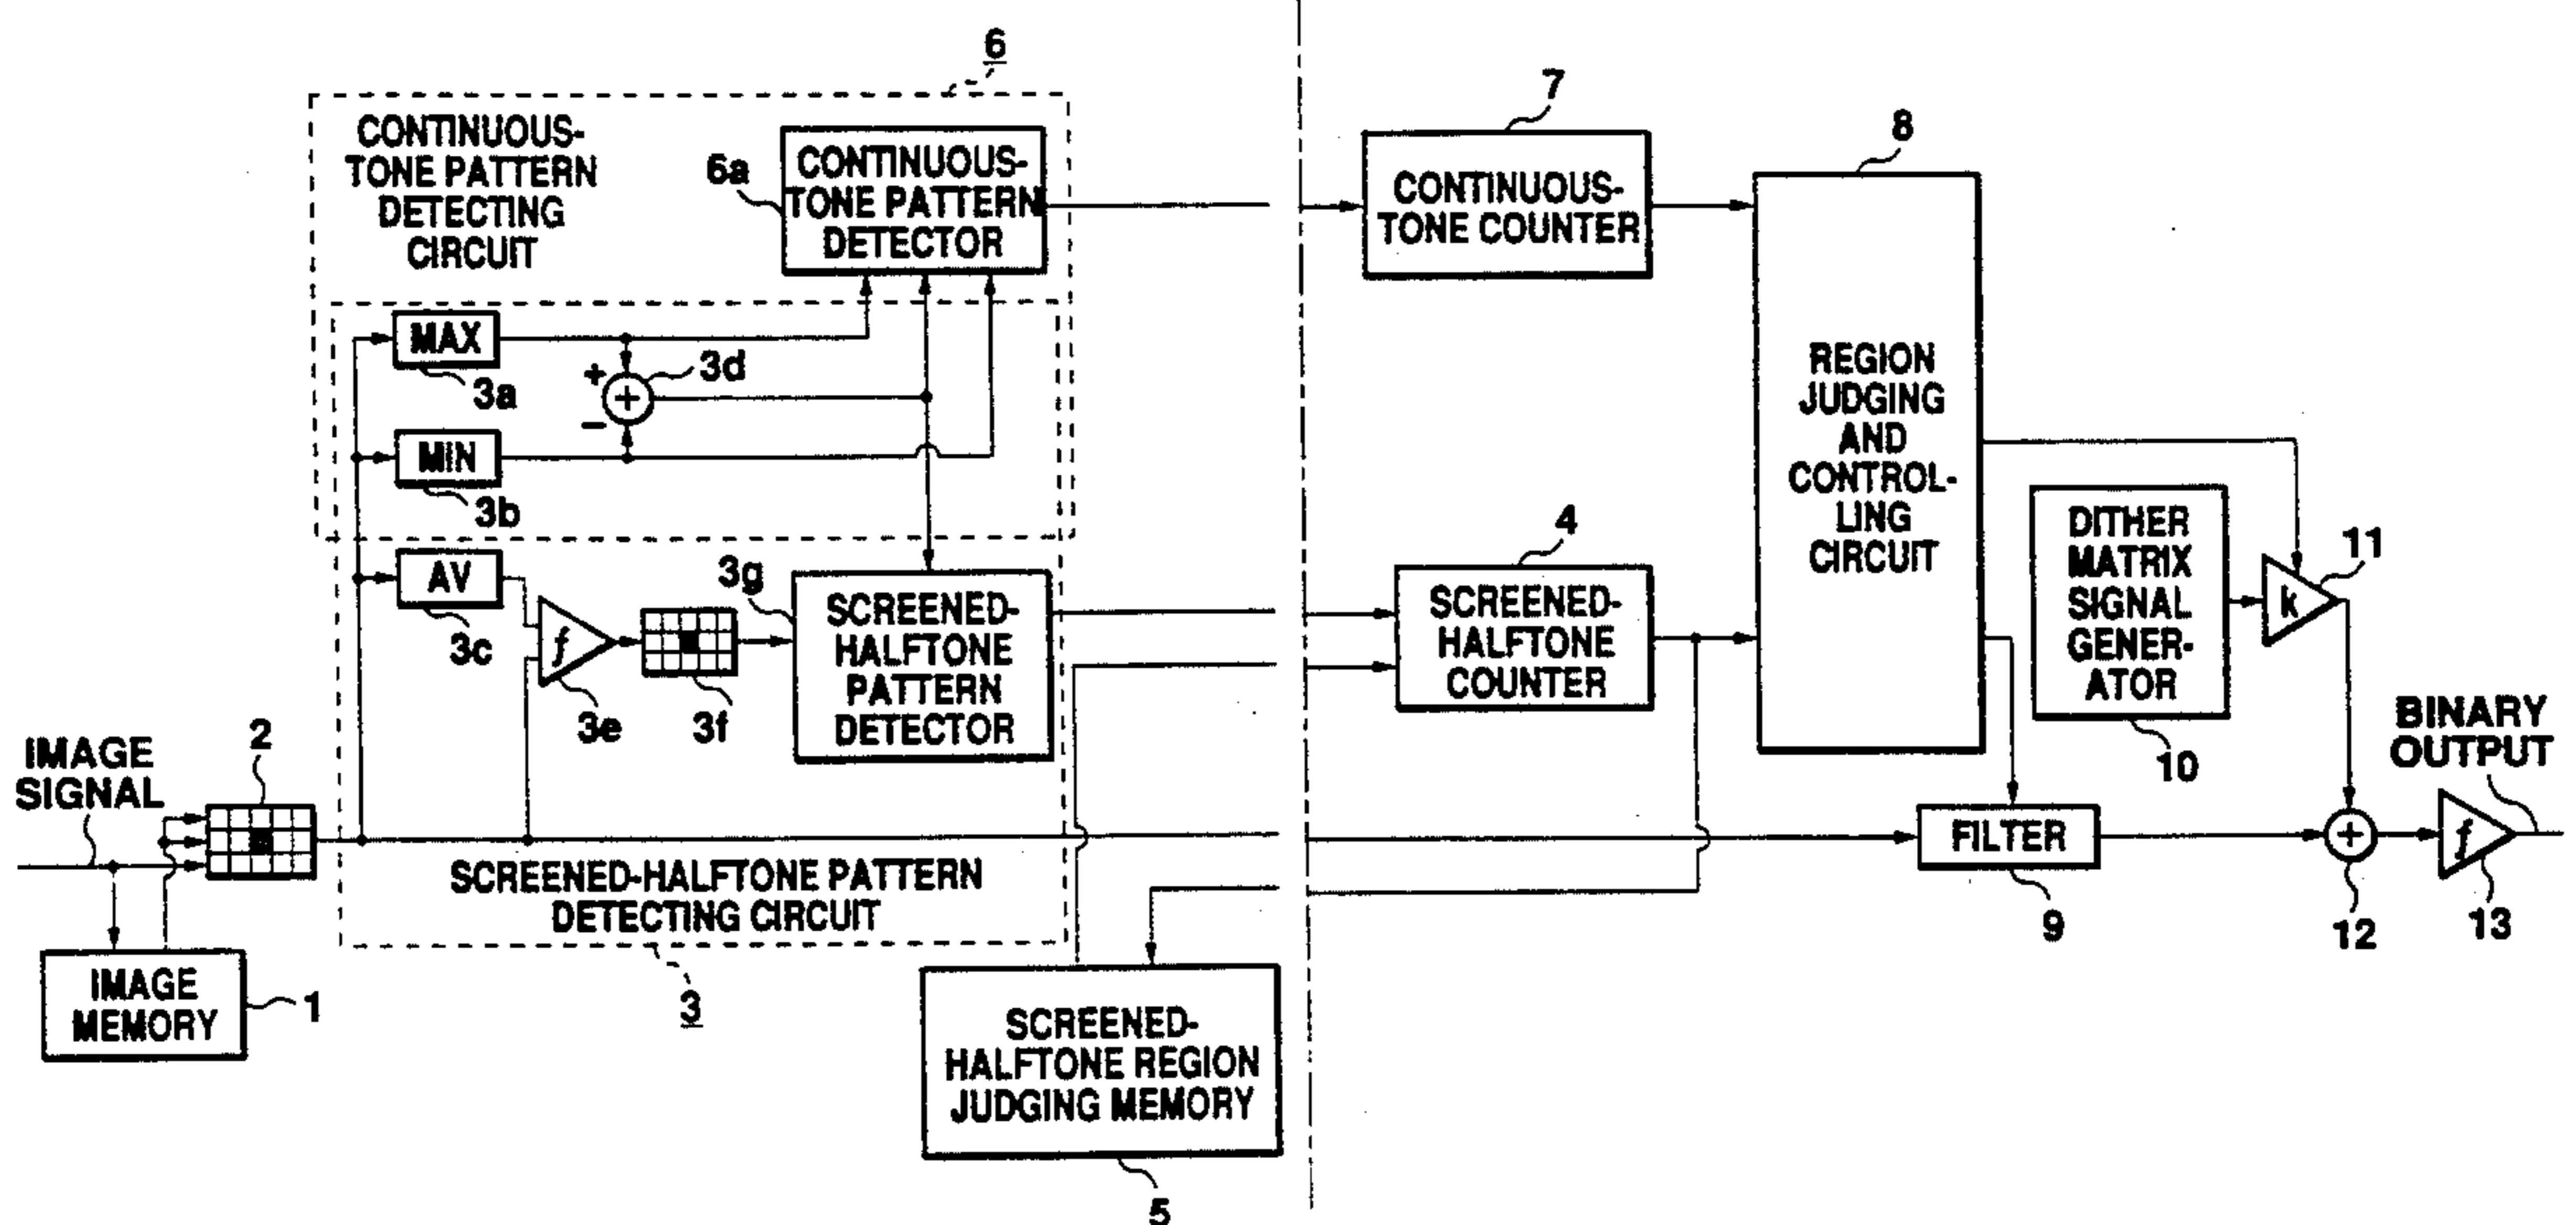 6
CONTINUOUS-
TONE PATTERN
DETECTING
CIRCUIT
6a
CONTINUOUS-
TONE PATTERN
DETECTOR
7
CONTINUOUS-
TONE COUNTER
8
REGION
JUDGING
AND
CONTROL-
LING
CIRCUIT
MAX
3a
+
+
−
3d
MIN
3b
AV
3c
f
3e
3f
3g
SCREENED-
HALFTONE
PATTERN
DETECTOR
4
SCREENED-
HALFTONE
COUNTER
DITHER
MATRIX
SIGNAL
GENER-
ATOR
10
k
11
IMAGE
SIGNAL
2
SCREENED-HALFTONE PATTERN
DETECTING CIRCUIT
3
IMAGE
MEMORY
1
SCREENED-
HALFTONE REGION
JUDGING MEMORY
5
FILTER
9
+
12
f
13
BINARY
OUTPUT